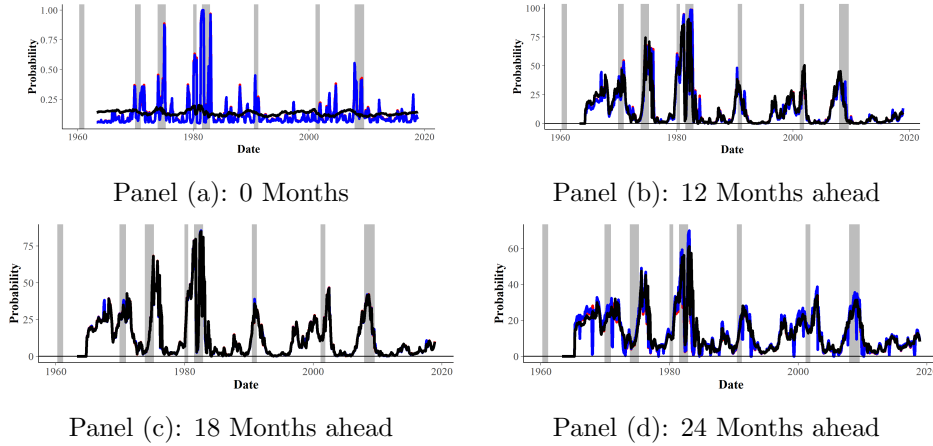 1.00
0.75
0.50
0.25
Probability
1960
1980
2000
2020
Date
Panel (a): 0 Months
100
75
50
25
0
Probability
1960
1980
2000
2020
Date
Panel (b): 12 Months ahead
75
50
25
0
Probability
1960
1980
2000
2020
Date
Panel (c): 18 Months ahead
60
40
20
0
Probability
1960
1980
2000
2020
Date
Panel (d): 24 Months ahead